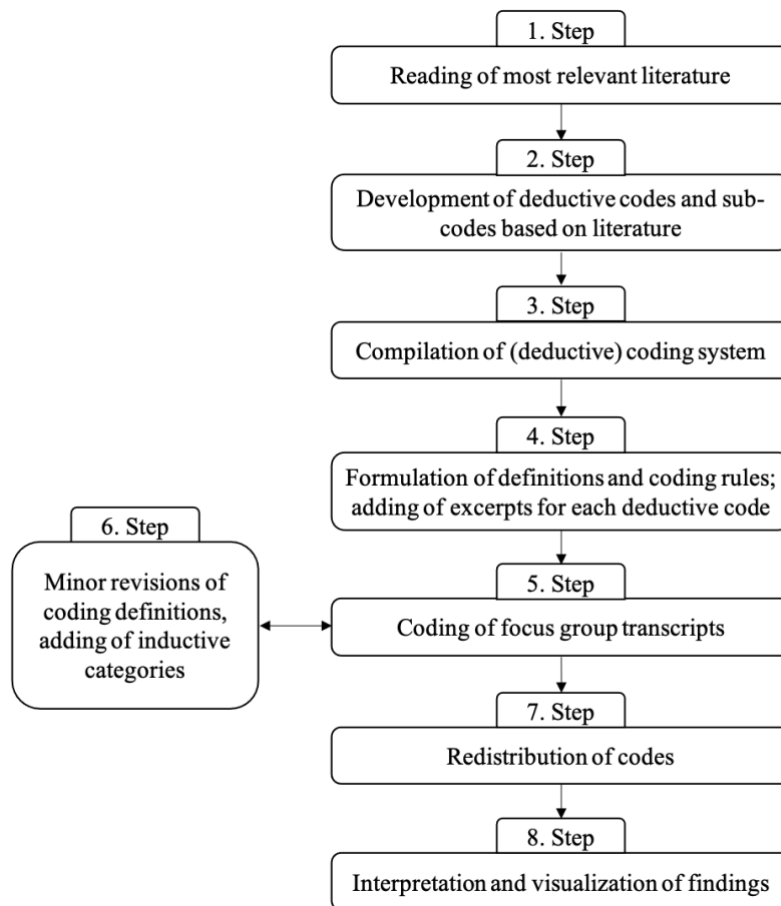 1. Step
Reading of most relevant literature
2. Step
Development of deductive codes and sub-
codes based on literature
3. Step
Compilation of (deductive) coding system
4. Step
Formulation of definitions and coding rules;
adding of excerpts for each deductive code
5. Step
Coding of focus group transcripts
6. Step
Minor revisions of
coding definitions,
adding of inductive
categories
7. Step
Redistribution of codes
8. Step
Interpretation and visualization of findings